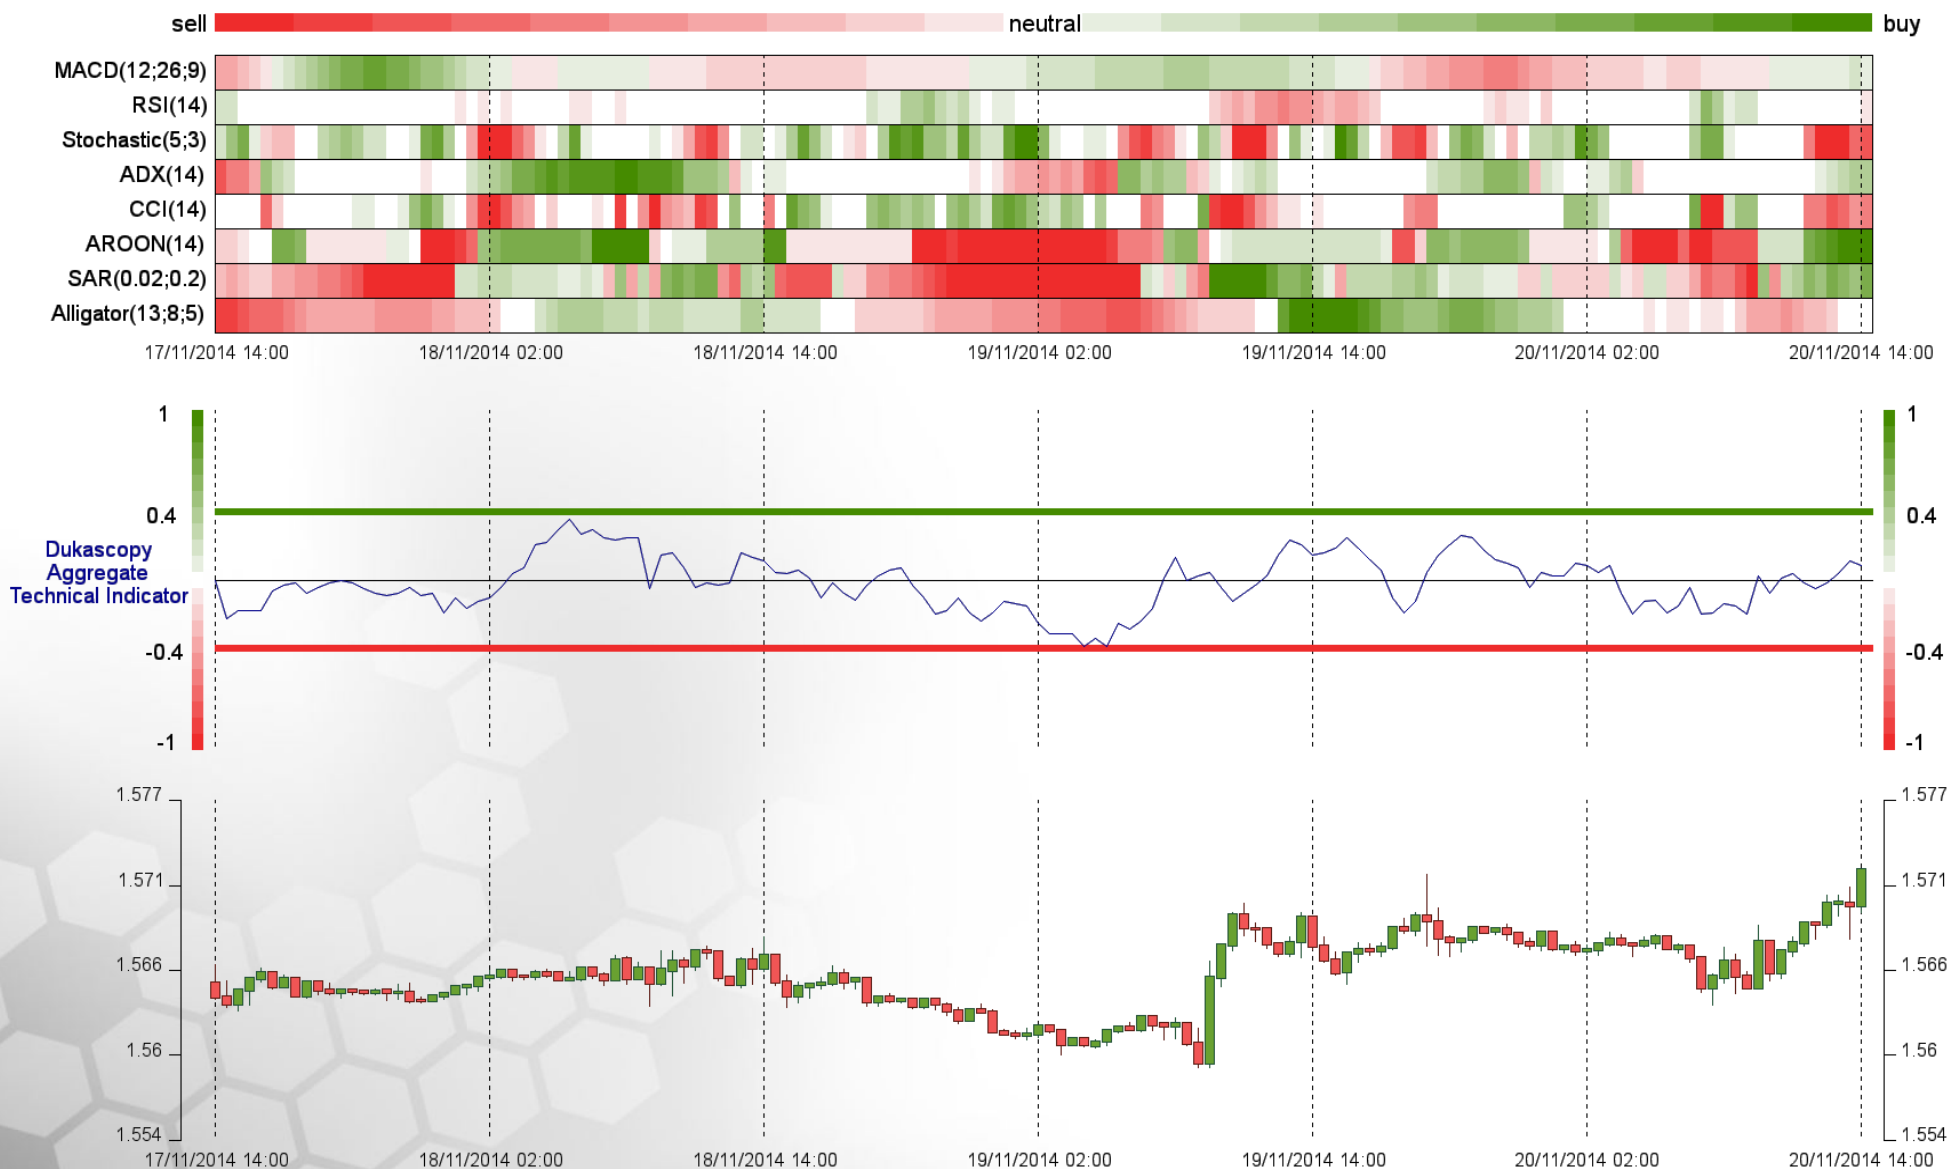 sell neutral buy
MACD(12;26;9)
RSI(14)
Stochastic(5;3)
ADX(14)
CCI(14)
AROON(14)
SAR(0.02;0.2)
Alligator(13;8;5)
17/11/2014 14:00 18/11/2014 02:00 18/11/2014 14:00 19/11/2014 02:00 19/11/2014 14:00 20/11/2014 02:00 20/11/2014 14:00
1 1
0.4 0.4
Dukascopy
Aggregate
Technical Indicator
-0.4 -0.4
-1 -1
1.577 1.577
1.571 1.571
1.566 1.566
1.56 1.56
1.554 1.554
17/11/2014 14:00 18/11/2014 02:00 18/11/2014 14:00 19/11/2014 02:00 19/11/2014 14:00 20/11/2014 02:00 20/11/2014 14:00